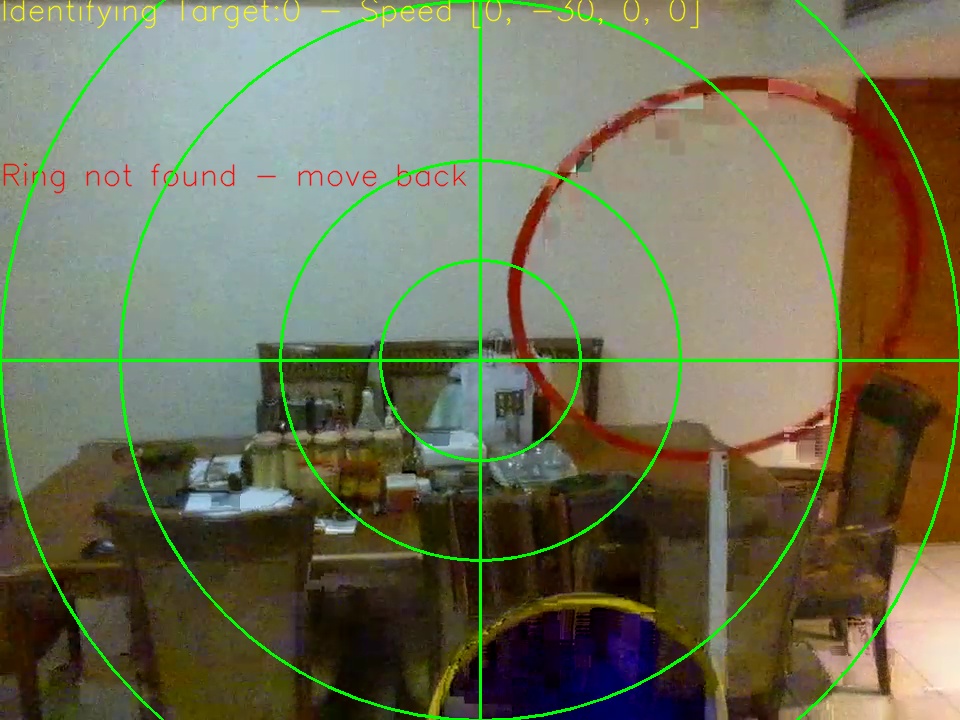 Identifying Target:0 - Speed [0, -30, 0, 0]
Ring not found - move back